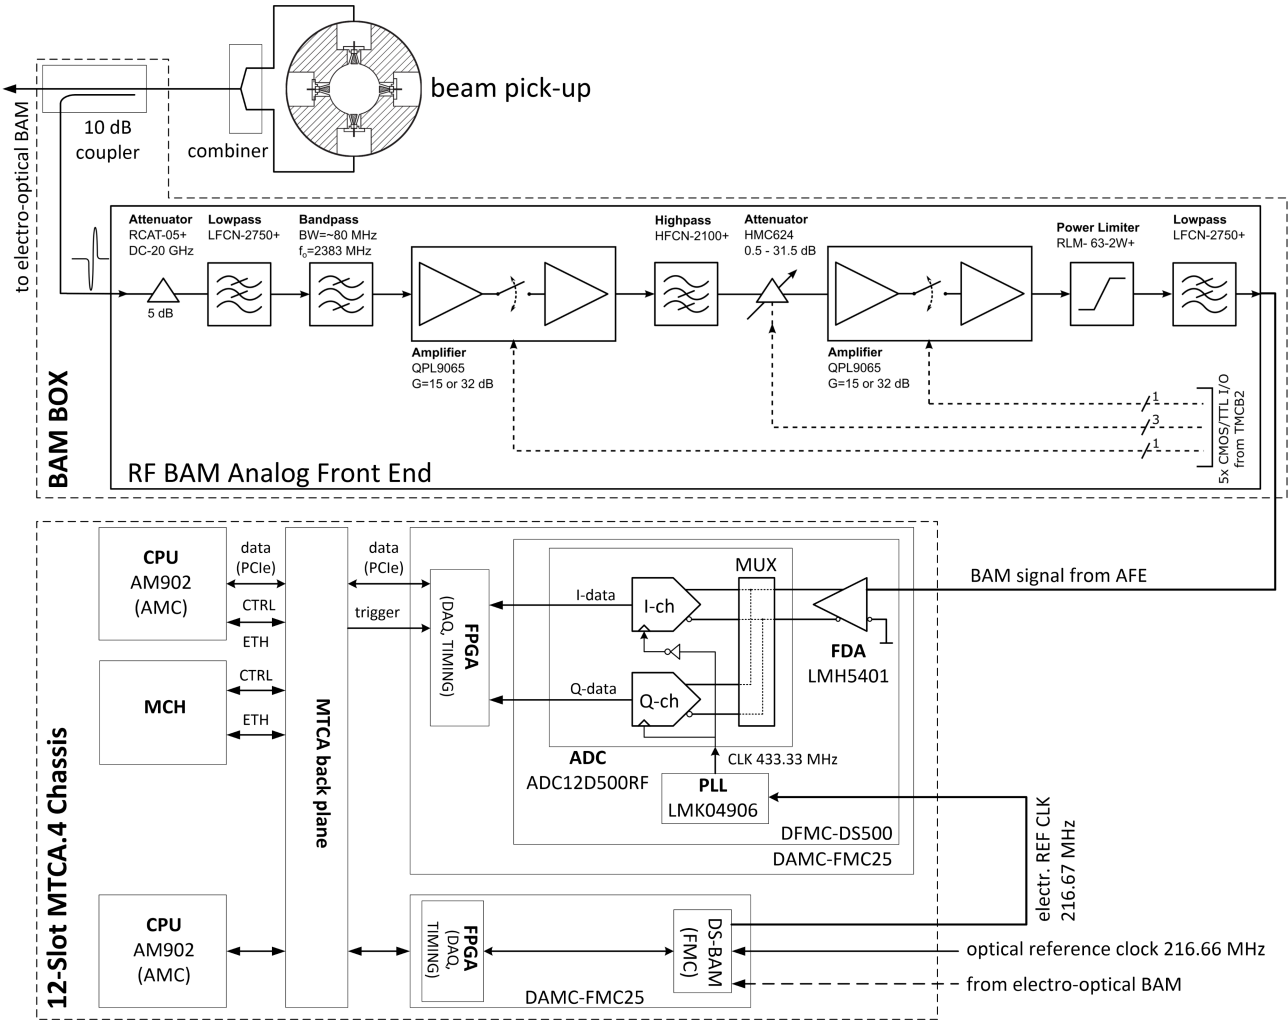 beam pick-up
combiner
10 dB
coupler
to electro-optical BAM
Attenuator
RCAT-05+
DC-20 GHz
5 dB
Lowpass
LFCN-2750+
Bandpass
BW=~80 MHz
fo=2383 MHz
Amplifier
QPL9065
G=15 or 32 dB
Highpass
HFCN-2100+
Attenuator
HMC624
0.5 - 31.5 dB
Amplifier
QPL9065
G=15 or 32 dB
Power Limiter
RLM- 63-2W+
Lowpass
LFCN-2750+
1
3
1
5x CMOS/TTL I/O
from TMCB2
BAM BOX
RF BAM Analog Front End
12-Slot MTCA.4 Chassis
CPU
AM902
(AMC)
data
(PCIe)
CTRL
ETH
MCH
CTRL
ETH
MTCA back plane
data
(PCIe)
trigger
FPGA
(DAQ, TIMING)
I-data
Q-data
I-ch
Q-ch
MUX
FDA
LMH5401
ADC
ADC12D500RF
CLK 433.33 MHz
PLL
LMK04906
DFMC-DS500
DAMC-FMC25
BAM signal from AFE
electr. REF CLK
216.67 MHz
CPU
AM902
(AMC)
FPGA
(DAQ,
TIMING)
DS-BAM
(FMC)
DAMC-FMC25
optical reference clock 216.66 MHz
from electro-optical BAM